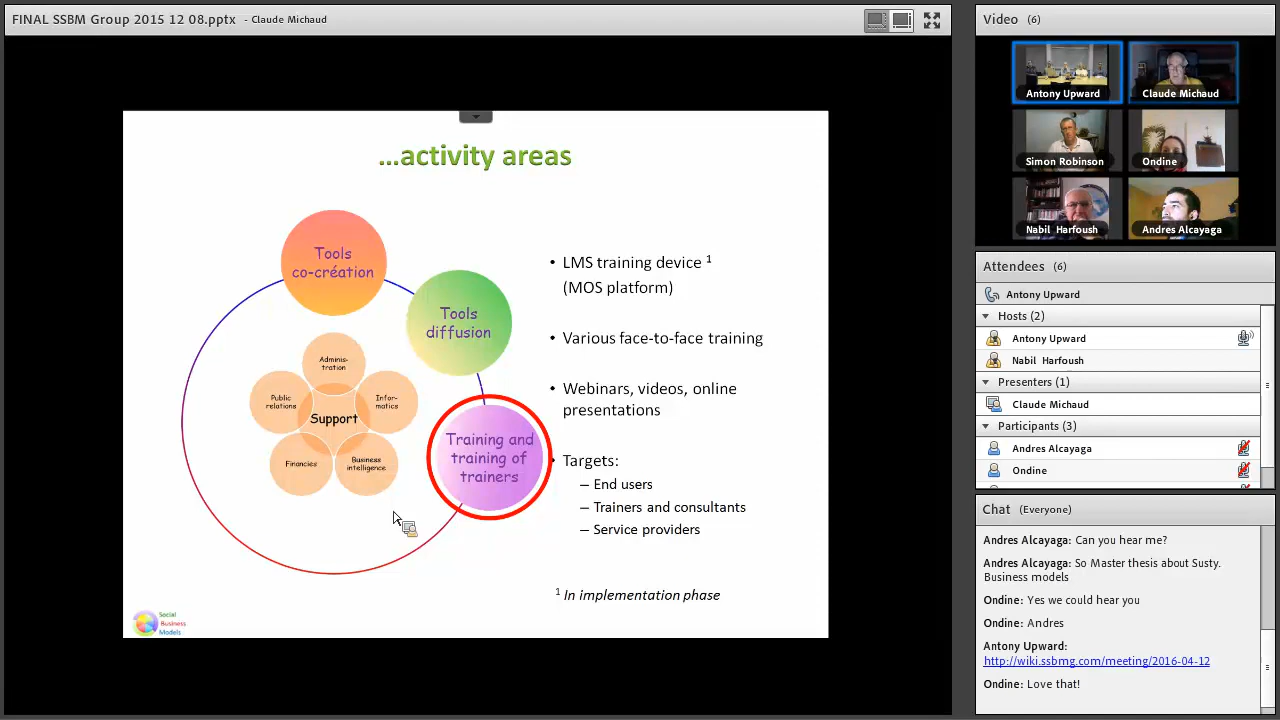 FINAL SSBM Group 2015 12 08.pptx - Claude Michaud
...activity areas
Tools
co-création
Tools
diffusion
Training and
training of
trainers
Adminis-
tration
Public
relations
Infor-
matics
Support
Financies
Business
intelligence
• LMS training device 1
(MOS platform)
• Various face-to-face training
• Webinars, videos, online
presentations
• Targets:
– End users
– Trainers and consultants
– Service providers
1 In implementation phase
Social
Business
Models
Video (6)
Antony Upward
Claude Michaud
Simon Robinson
Ondine
Nabil Harfoush
Andres Alcayaga
Attendees (6)
Antony Upward
Hosts (2)
Antony Upward
Nabil Harfoush
Presenters (1)
Claude Michaud
Participants (3)
Andres Alcayaga
Ondine
Chat (Everyone)
Andres Alcayaga: Can you hear me?
Andres Alcayaga: So Master thesis about Susty.
Business models
Ondine: Yes we could hear you
Ondine: Andres
Antony Upward:
http://wiki.ssbmg.com/meeting/2016-04-12
Ondine: Love that!